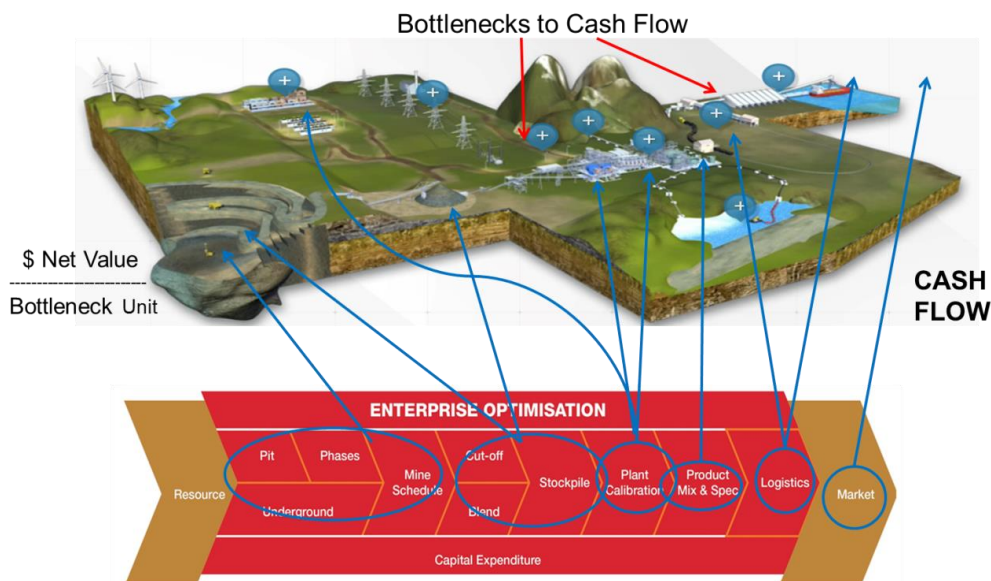 Bottlenecks to Cash Flow
$ Net Value
Bottleneck Unit
CASH
FLOW
ENTERPRISE OPTIMISATION
Resource
Pit
Phases
Underground
Mine
Schedule
Cut-off
Blend
Stockpile
Plant
Calibration
Product
Mix & Spec
Logistics
Market
Capital Expenditure